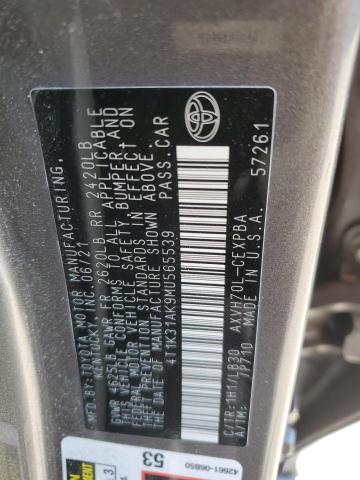 MFD.BY:TOYOTA MOTOR MANUFACTURING,
KENTUCKY, INC. 06/21
GVWR 4625LB GAWR FR 2620LB RR 2420LB
THIS VEHICLE CONFORMS TO ALL APPLICABLE
FEDERAL MOTOR VEHICLE SAFETY, BUMPER, AND
THEFT PREVENTION STANDARDS IN EFFECT ON
THE DATE OF MANUFACTURE SHOWN ABOVE.
4T1K31AK9MU565539 PASS.CAR
C/TR:1H1/LB30 AXVH70L-CEXPBA
A/TM: -/P710 MADE IN U.S.A. 57261
53
42661-06B50